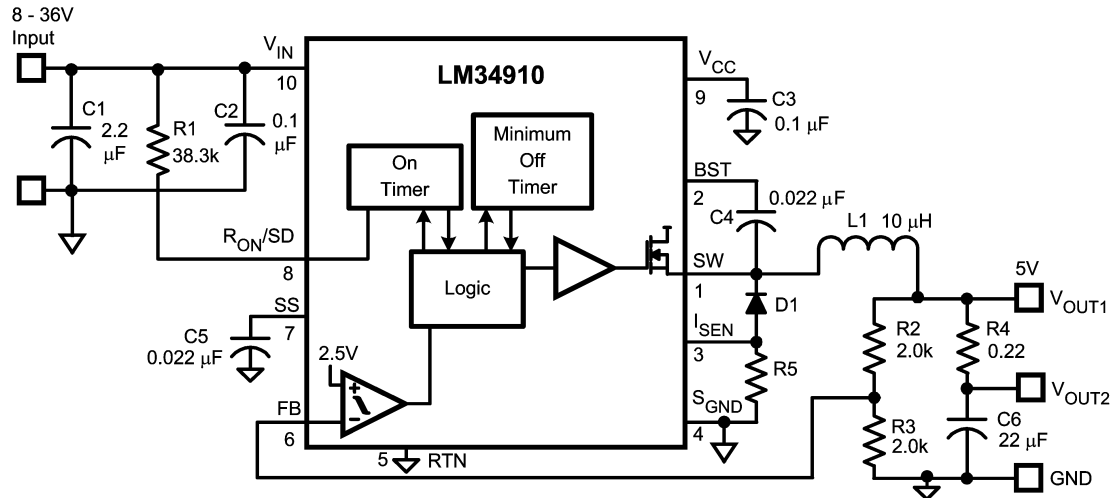 8 - 36V
Input
V_IN
10
C1
2.2
µF
R1
38.3k
C2
0.1
µF
LM34910
On
Timer
Minimum
Off
Timer
Logic
2.5V
+
−
R_ON/SD
8
SS
7
C5
0.022 µF
FB
6
5
RTN
V_CC
9
C3
0.1 µF
BST
2
C4
0.022 µF
L1 10 µH
SW
1
D1
I_SEN
3
R5
S_GND
4
5V
V_OUT1
R2
2.0k
R4
0.22
V_OUT2
R3
2.0k
C6
22 µF
GND